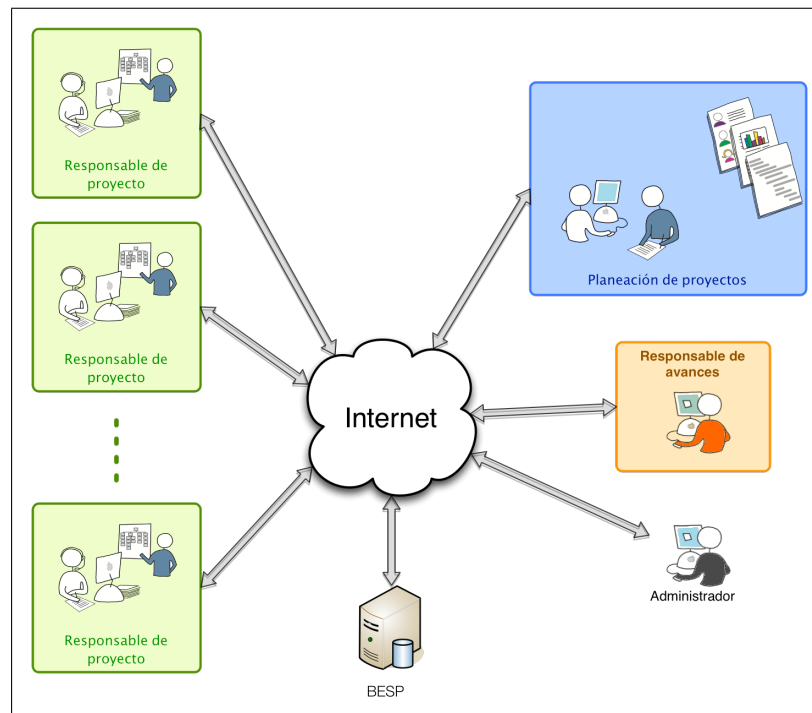 Responsable de
proyecto
Responsable de
proyecto
Responsable de
proyecto
Internet
Planeación de proyectos
Responsable de
avances
Administrador
BESP